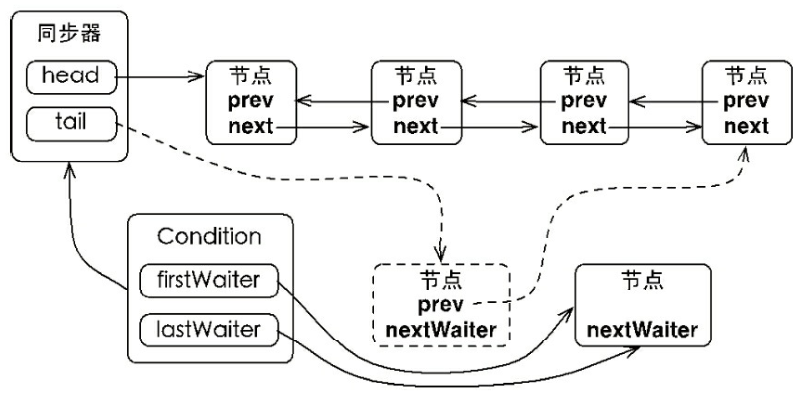 同步器
head
tail
节点
prev
next
节点
prev
next
节点
prev
next
节点
prev
next
Condition
firstWaiter
lastWaiter
节点
prev
nextWaiter
节点
nextWaiter